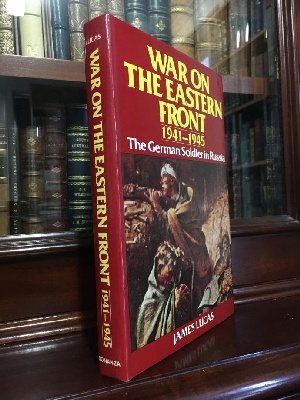 LUCAS
WAR ON THE EASTERN FRONT
1941-1945
BONANZA
WAR ON
THE EASTERN
FRONT
1941-1945
The German Soldier in Russia
JAMES LUCAS